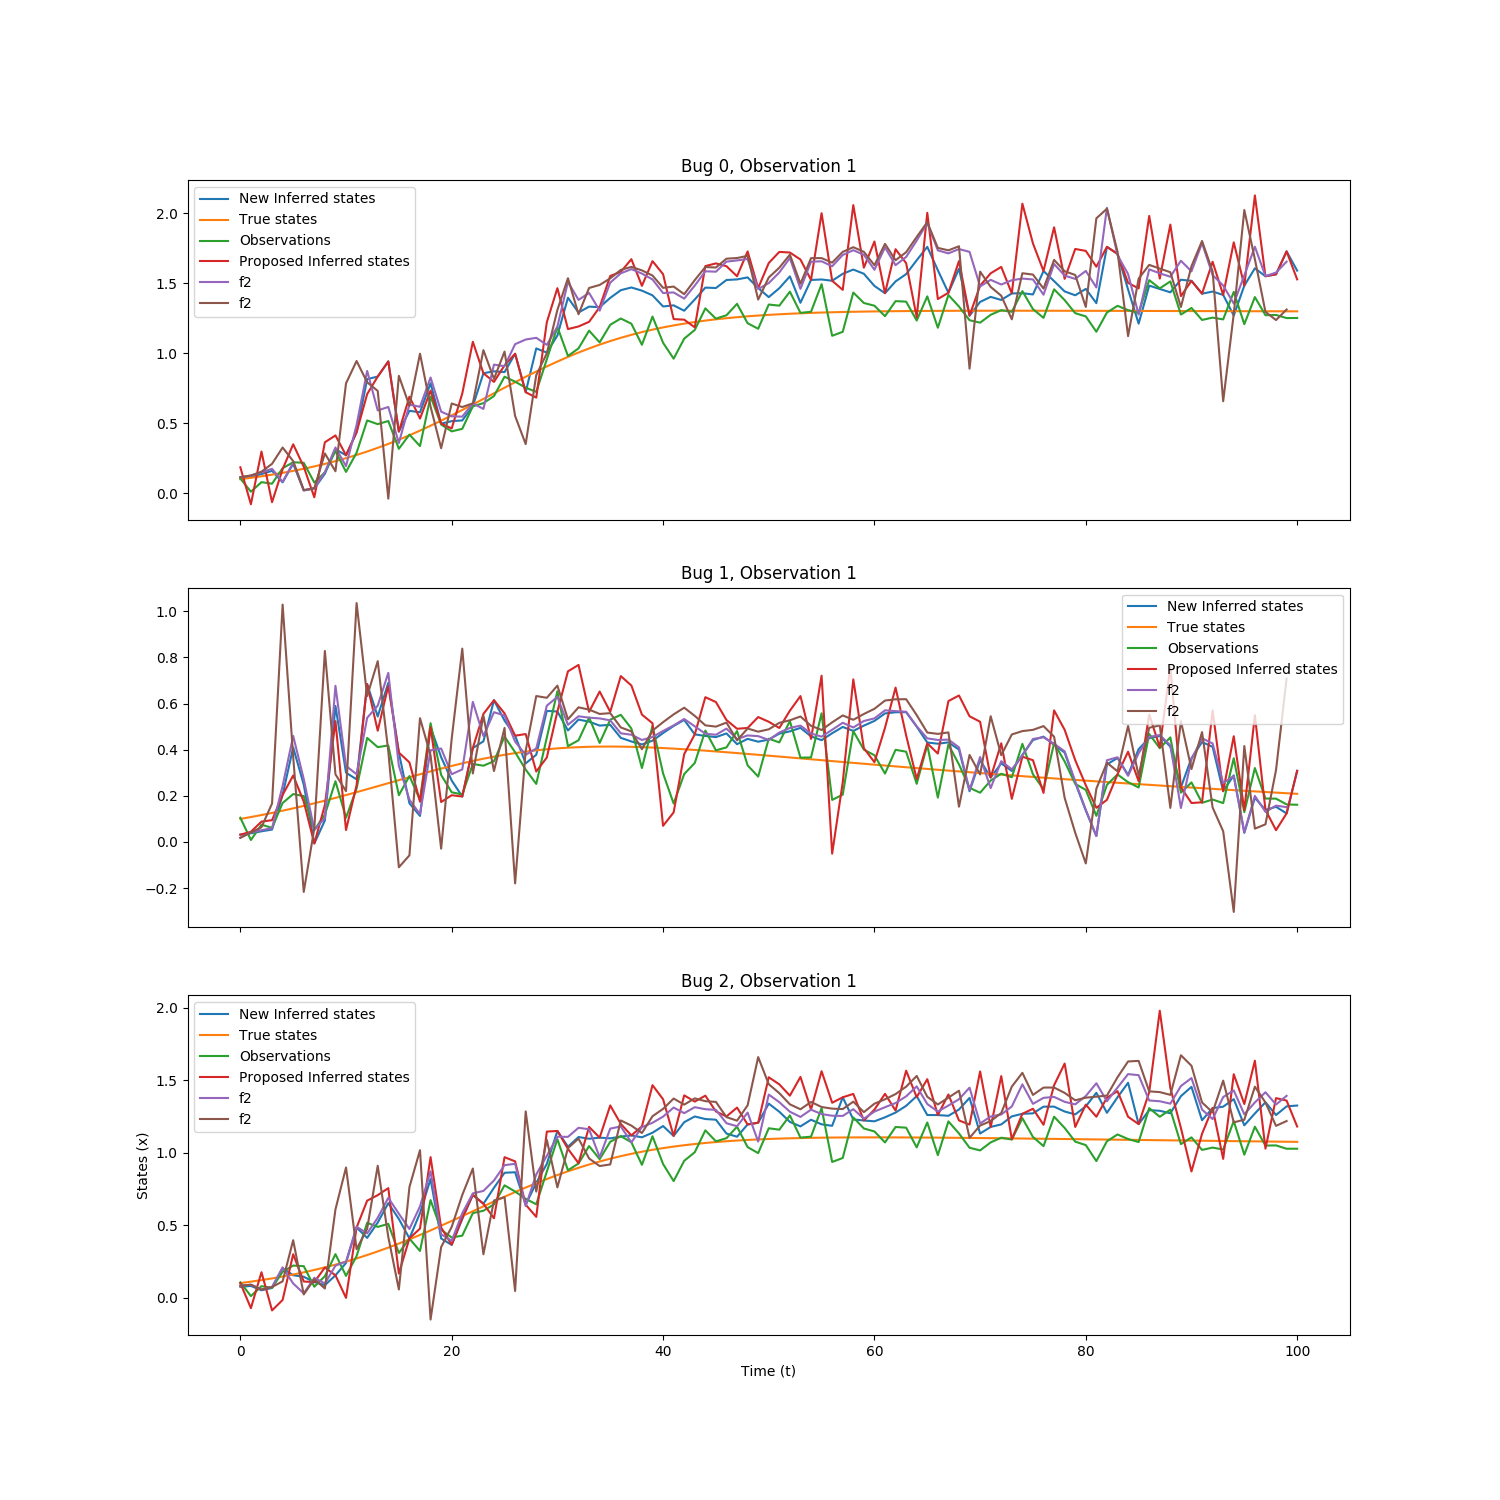 Bug 0, Observation 1
New Inferred states
True states
Observations
Proposed Inferred states
f2
f2
2.0
1.5
1.0
0.5
0.0
Bug 1, Observation 1
New Inferred states
True states
Observations
Proposed Inferred states
f2
f2
1.0
0.8
0.6
0.4
0.2
0.0
−0.2
Bug 2, Observation 1
New Inferred states
True states
Observations
Proposed Inferred states
f2
f2
2.0
1.5
1.0
0.5
0.0
States (x)
0 20 40 60 80 100
Time (t)